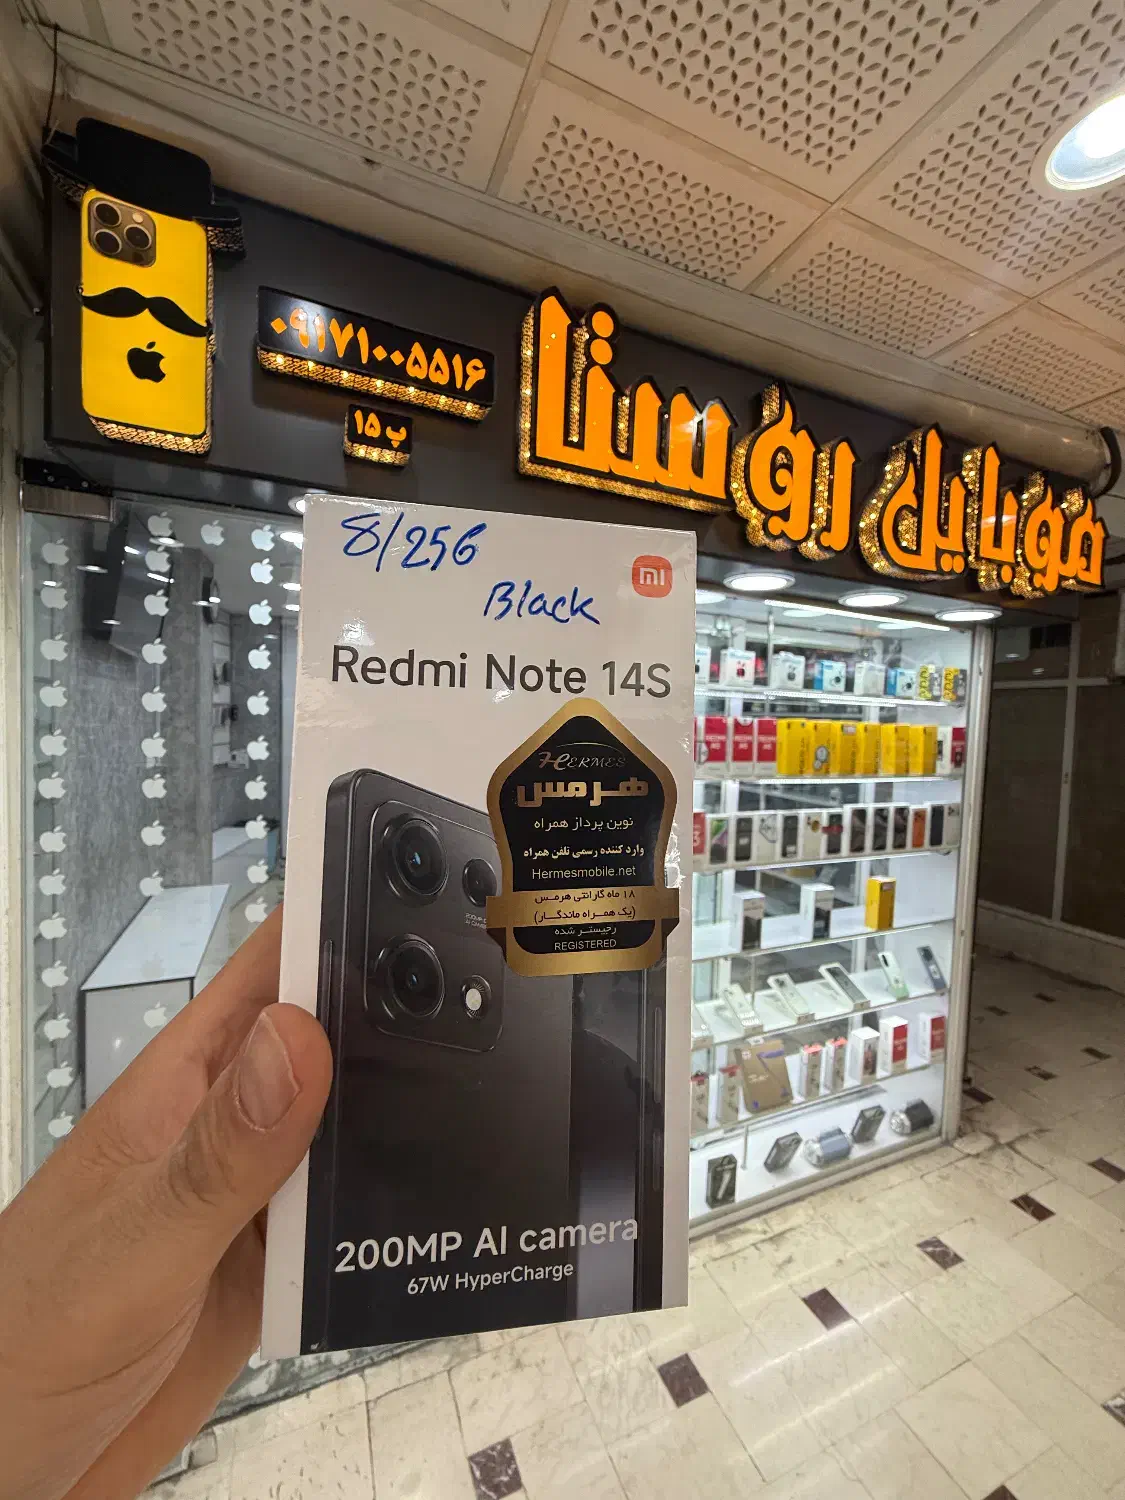 موبایل روستا
۰۹۱۷۱۰۰۵۵۱۶
پ ۱۵
8/256
Black
Redmi Note 14S
HERMES
هرمس
نوین پرداز همراه
وارد کننده رسمی تلفن همراه
Hermesmobile.net
۱۸ ماه گارانتی هرمس
(یک همراه ماندگار)
رجیستر شده
REGISTERED
200MP AI camera
67W HyperCharge